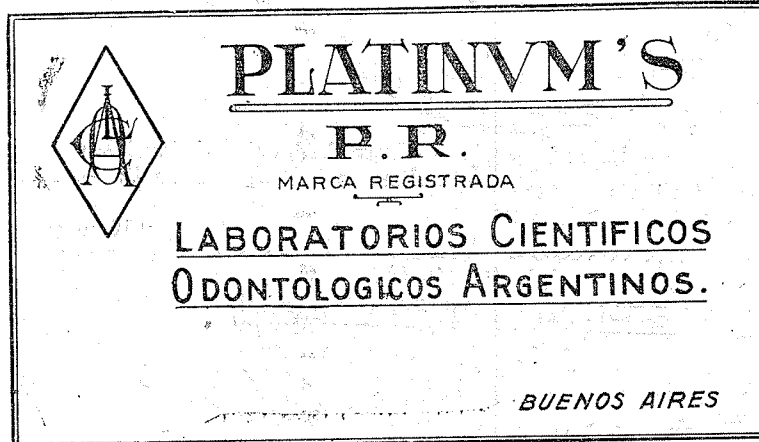 PLATINVM'S
P.R.
MARCA REGISTRADA
LABORATORIOS CIENTIFICOS
ODONTOLOGICOS ARGENTINOS.
BUENOS AIRES